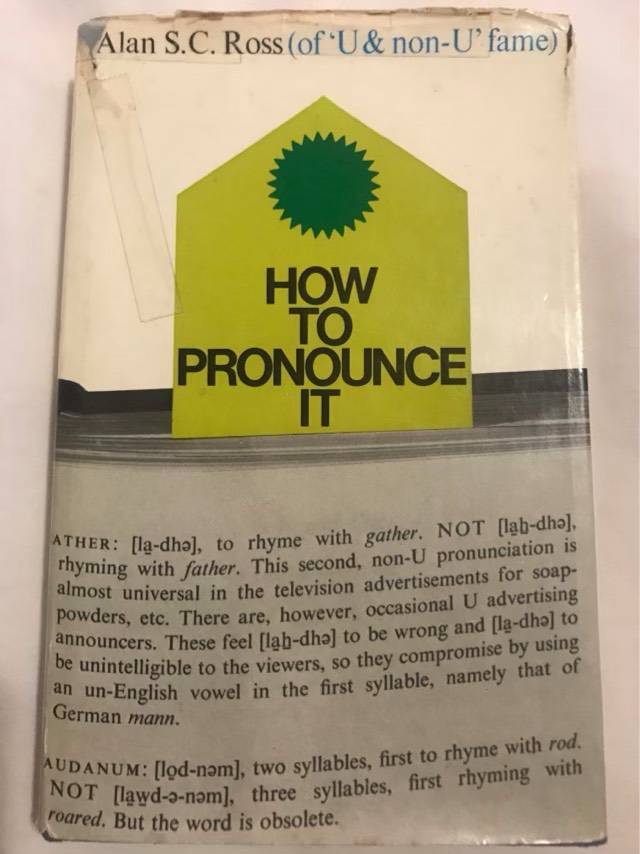 Alan S.C. Ross (of ‘U & non-U’ fame)
HOW
TO
PRONOUNCE
IT
ATHER: [la̱-dhə], to rhyme with gather. NOT [la̱ẖ-dhə],
rhyming with father. This second, non-U pronunciation is
almost universal in the television advertisements for soap-
powders, etc. There are, however, occasional U advertising
announcers. These feel [la̱ẖ-dhə] to be wrong and [la̱-dhə] to
be unintelligible to the viewers, so they compromise by using
an un-English vowel in the first syllable, namely that of
German mann.
AUDANUM: [lo̱d-nəm], two syllables, first to rhyme with rod.
NOT [la̱w̱d-ə-nəm], three syllables, first rhyming with
roared. But the word is obsolete.